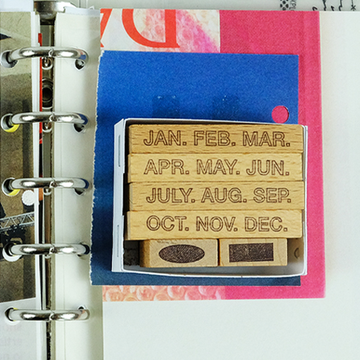 JAN. FEB. MAR.
APR. MAY. JUN.
JULY. AUG. SEP.
OCT. NOV. DEC.